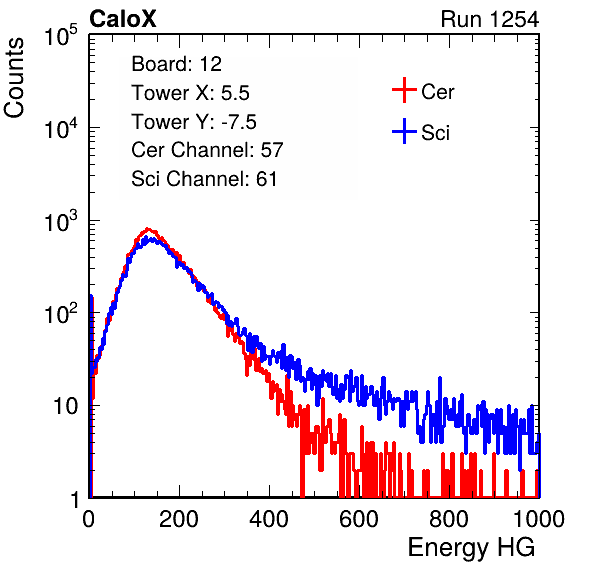 CaloX Run 1254
Board: 12
Tower X: 5.5
Tower Y: -7.5
Cer Channel: 57
Sci Channel: 61
Cer
Sci
Counts
10^5
10^4
10^3
10^2
10
1
0 200 400 600 800 1000
Energy HG